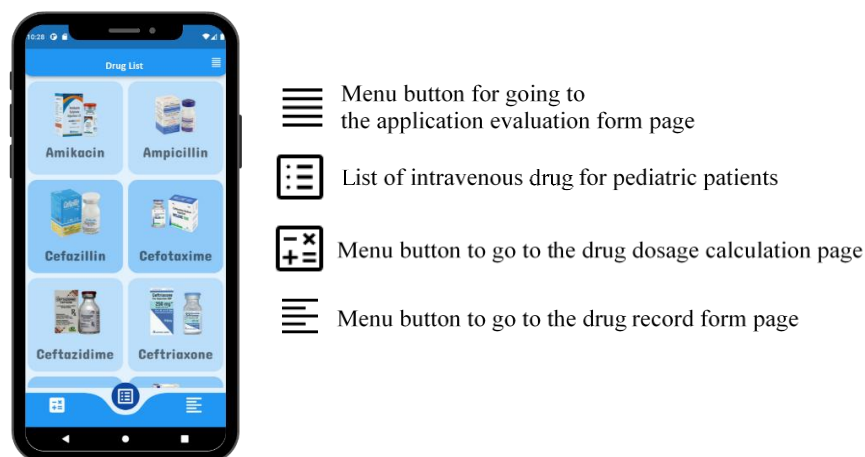 10:28
Drug List
Amikacin
Ampicillin
Cefazillin
Cefotaxime
Ceftazidime
Ceftriaxone
Menu button for going to
the application evaluation form page
List of intravenous drug for pediatric patients
Menu button to go to the drug dosage calculation page
Menu button to go to the drug record form page